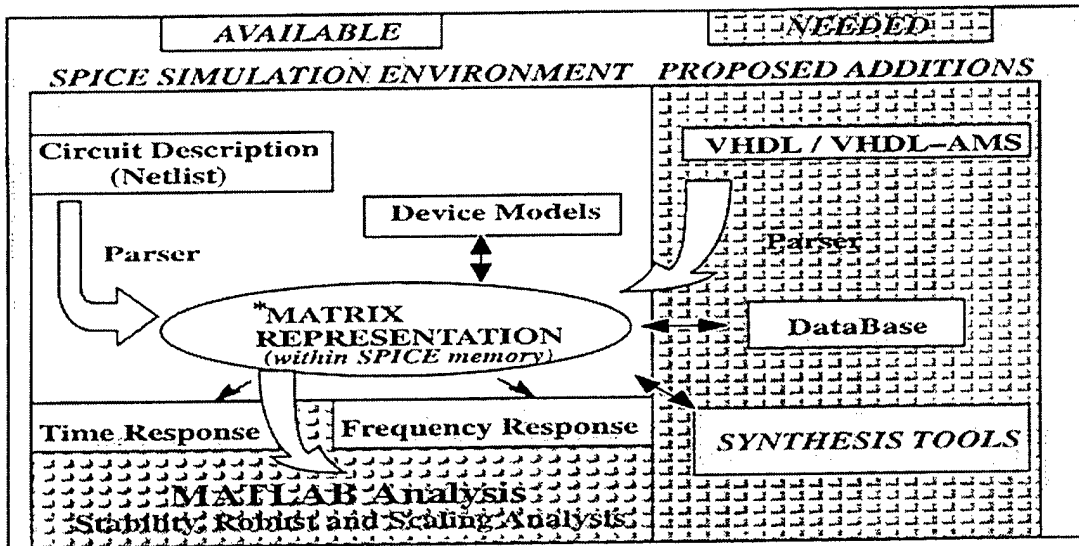 AVAILABLE
NEEDED
SPICE SIMULATION ENVIRONMENT
PROPOSED ADDITIONS
Circuit Description
(Netlist)
VHDL / VHDL-AMS
Device Models
Parser
Parser
*MATRIX
REPRESENTATION
(within SPICE memory)
DataBase
Time Response
Frequency Response
SYNTHESIS TOOLS
MATLAB Analysis
Stability, Robust and Scaling Analysis